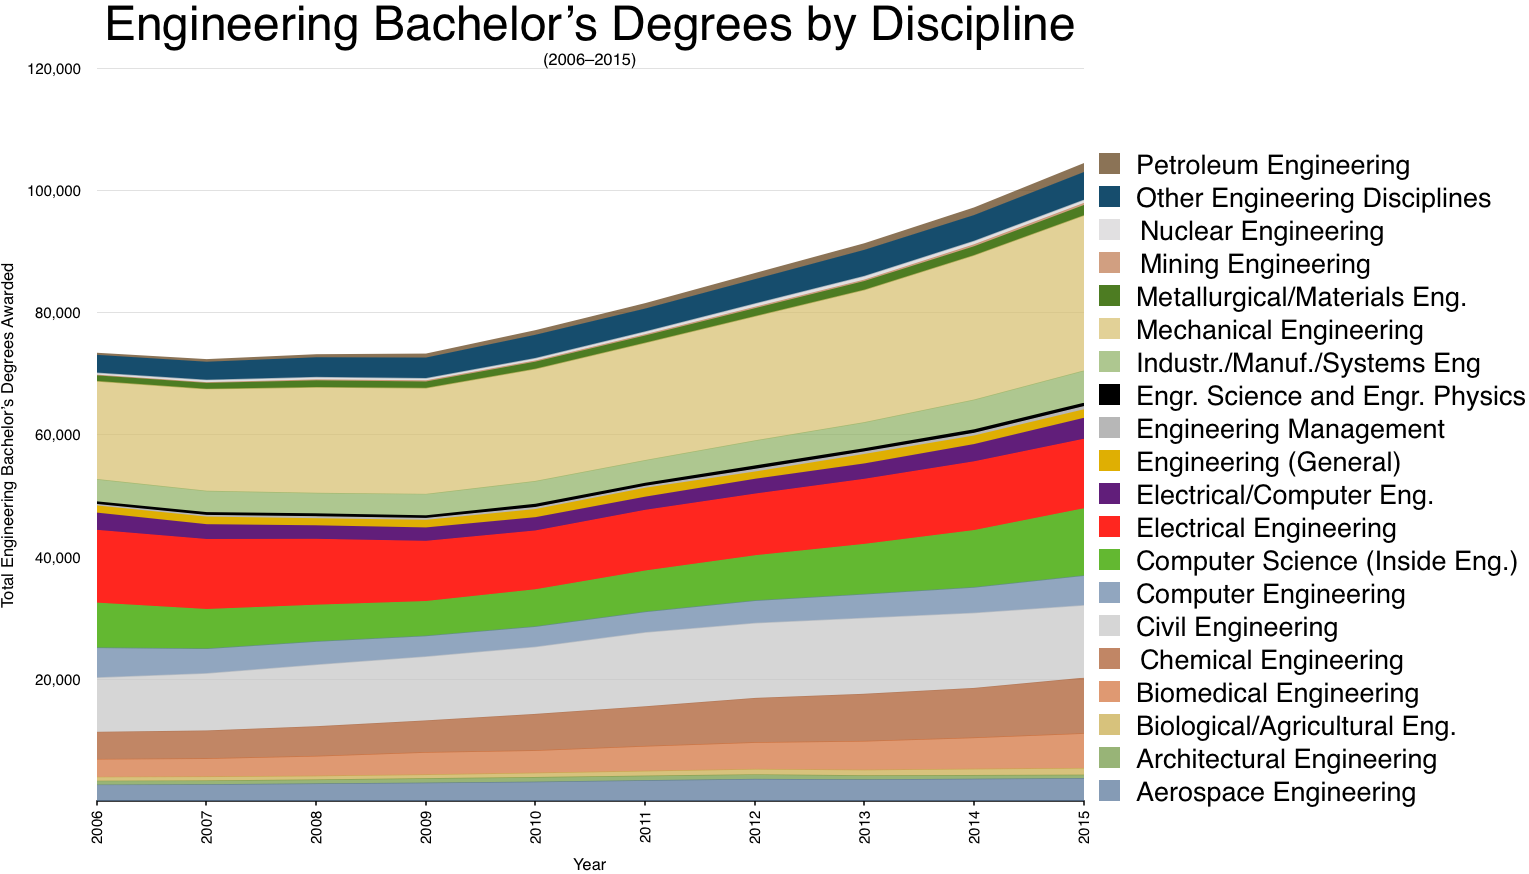 Engineering Bachelor’s Degrees by Discipline
(2006–2015)
120,000
100,000
80,000
60,000
40,000
20,000
Total Engineering Bachelor’s Degrees Awarded
2006
2007
2008
2009
2010
2011
2012
2013
2014
2015
Year
Petroleum Engineering
Other Engineering Disciplines
Nuclear Engineering
Mining Engineering
Metallurgical/Materials Eng.
Mechanical Engineering
Industr./Manuf./Systems Eng
Engr. Science and Engr. Physics
Engineering Management
Engineering (General)
Electrical/Computer Eng.
Electrical Engineering
Computer Science (Inside Eng.)
Computer Engineering
Civil Engineering
Chemical Engineering
Biomedical Engineering
Biological/Agricultural Eng.
Architectural Engineering
Aerospace Engineering